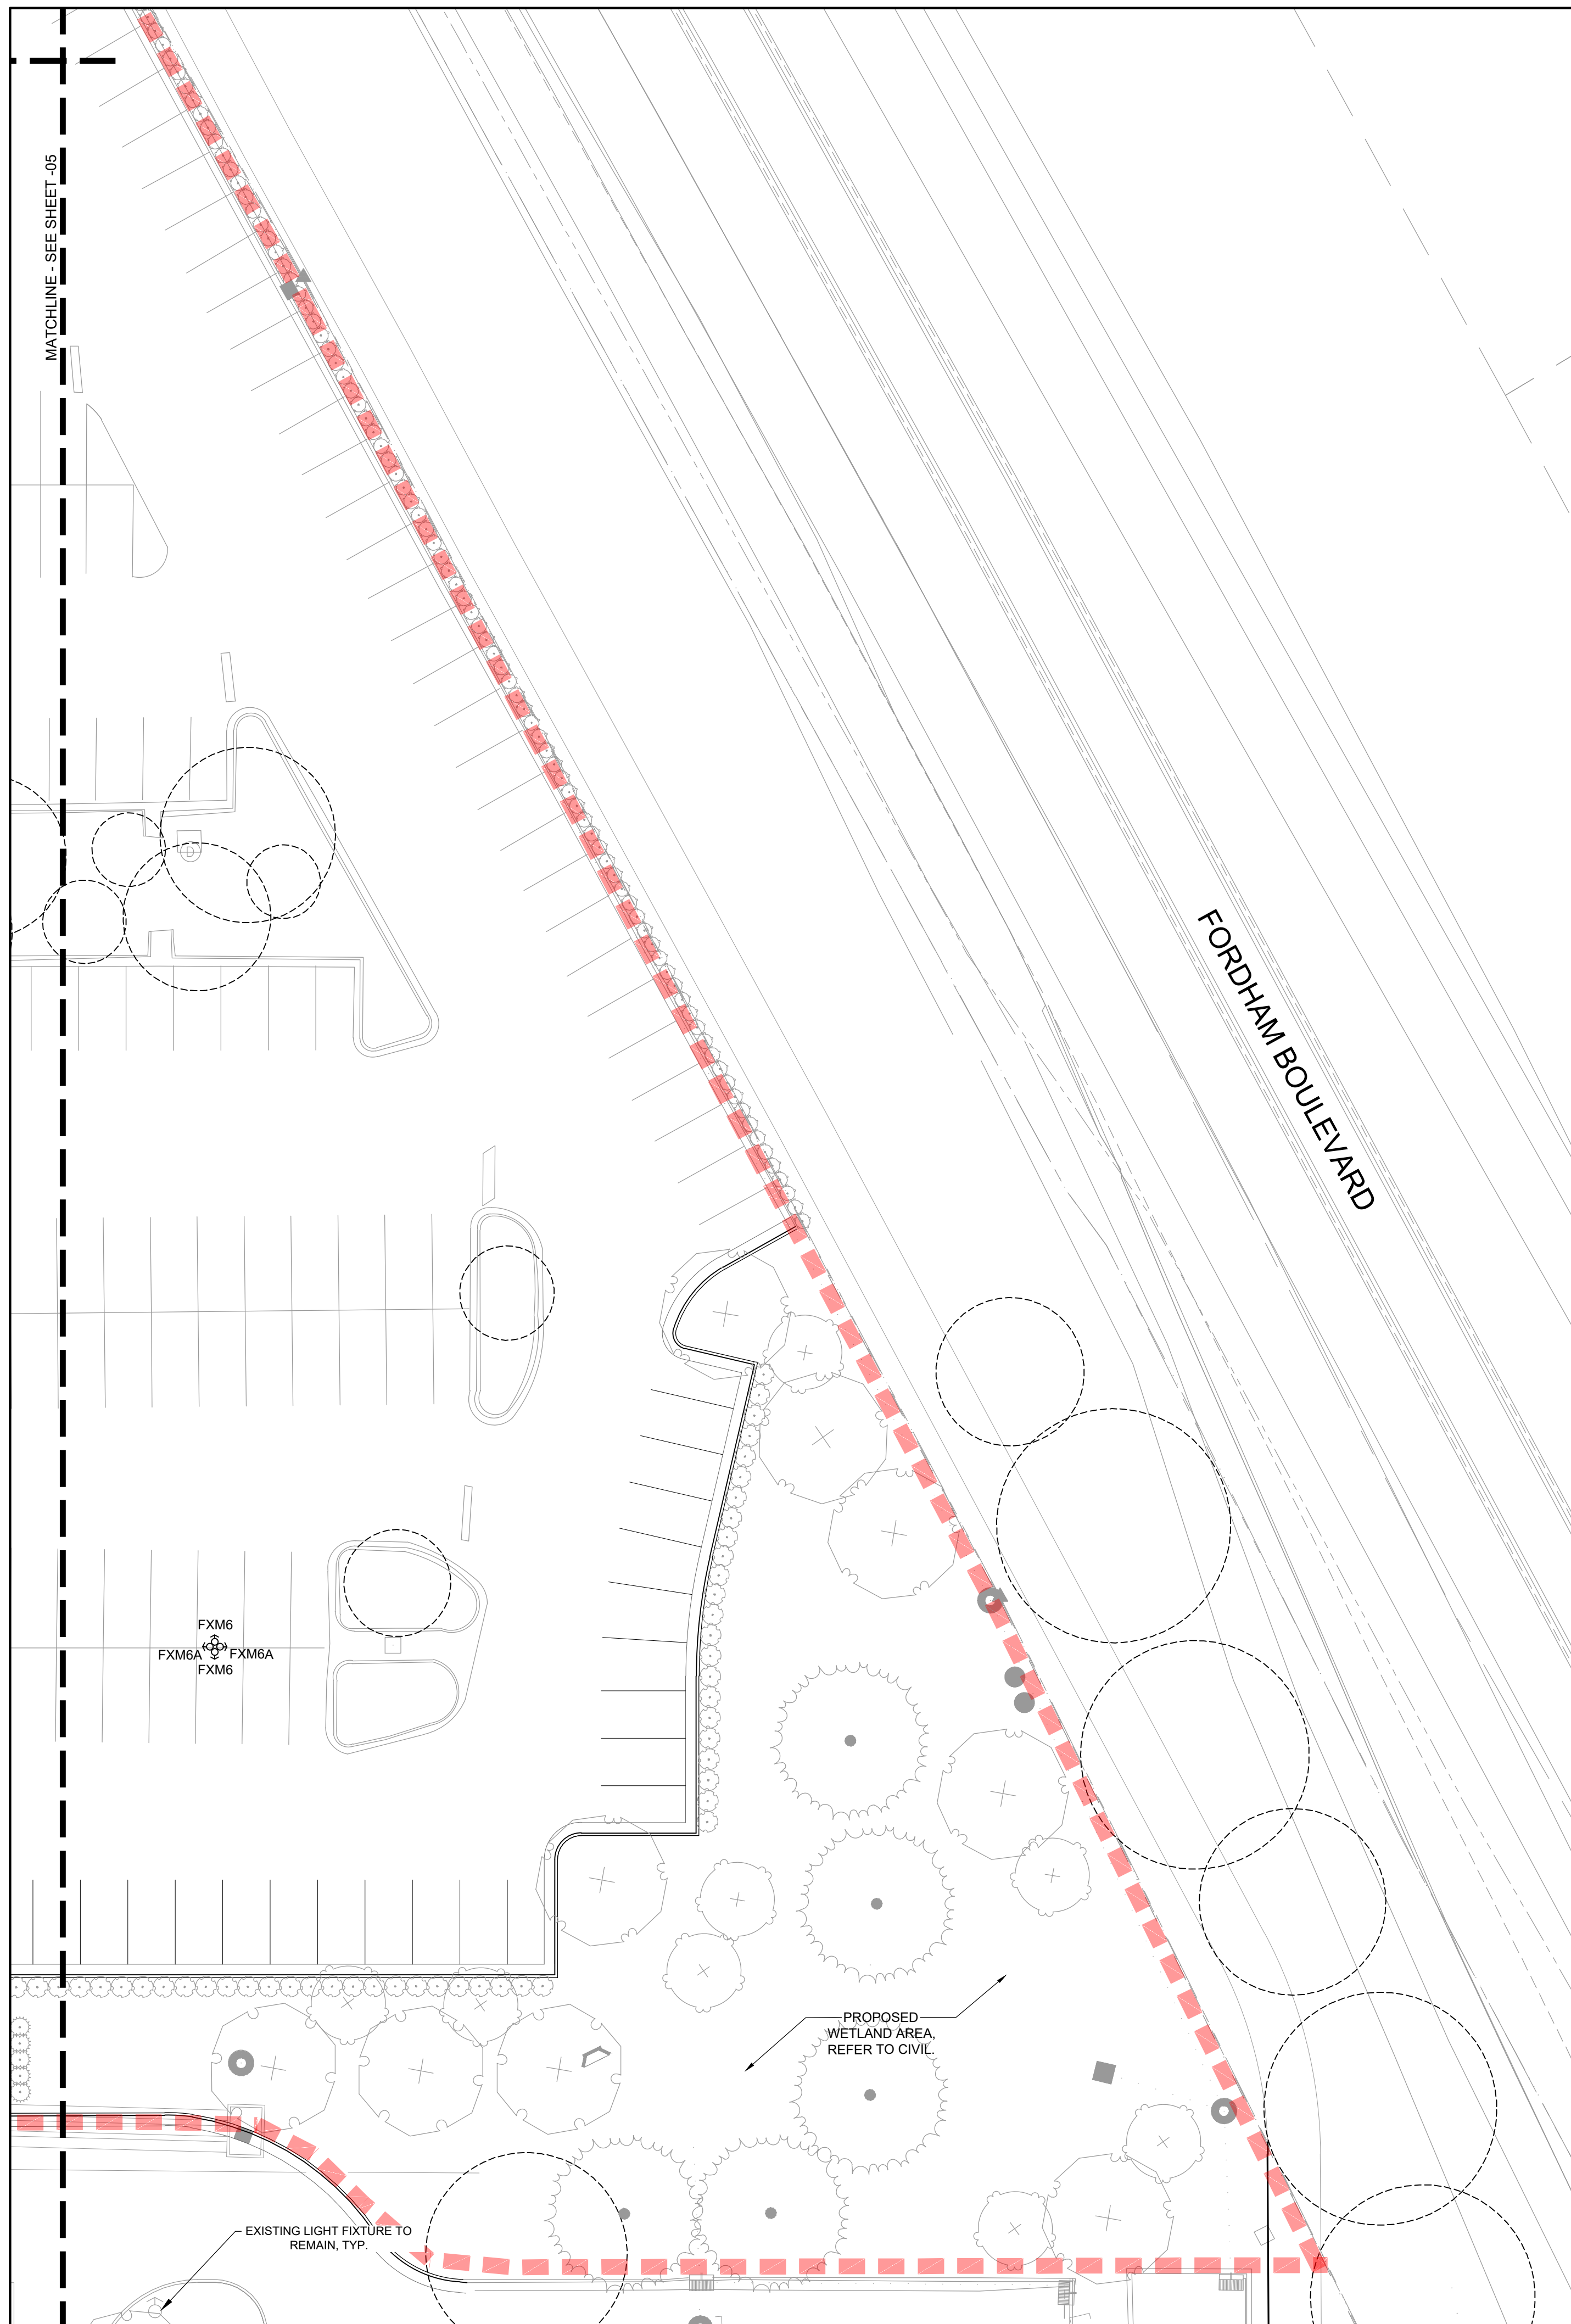 MATCHLINE - SEE SHEET -05
D
FORDHAM BOULEVARD
FXM6
FXM6A
FXM6A
FXM6
PROPOSED
WETLAND AREA,
REFER TO CIVIL.
EXISTING LIGHT FIXTURE TO
REMAIN, TYP.